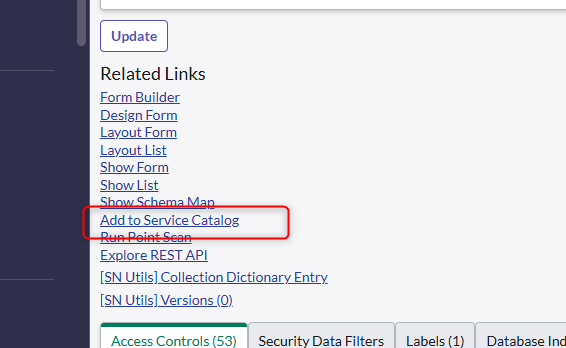 Update
Related Links
Form Builder
Design Form
Layout Form
Layout List
Show Form
Show List
Show Schema Map
Add to Service Catalog
Run Point Scan
Explore REST API
[SN Utils] Collection Dictionary Entry
[SN Utils] Versions (0)
Access Controls (53) Security Data Filters Labels (1) Database Ind